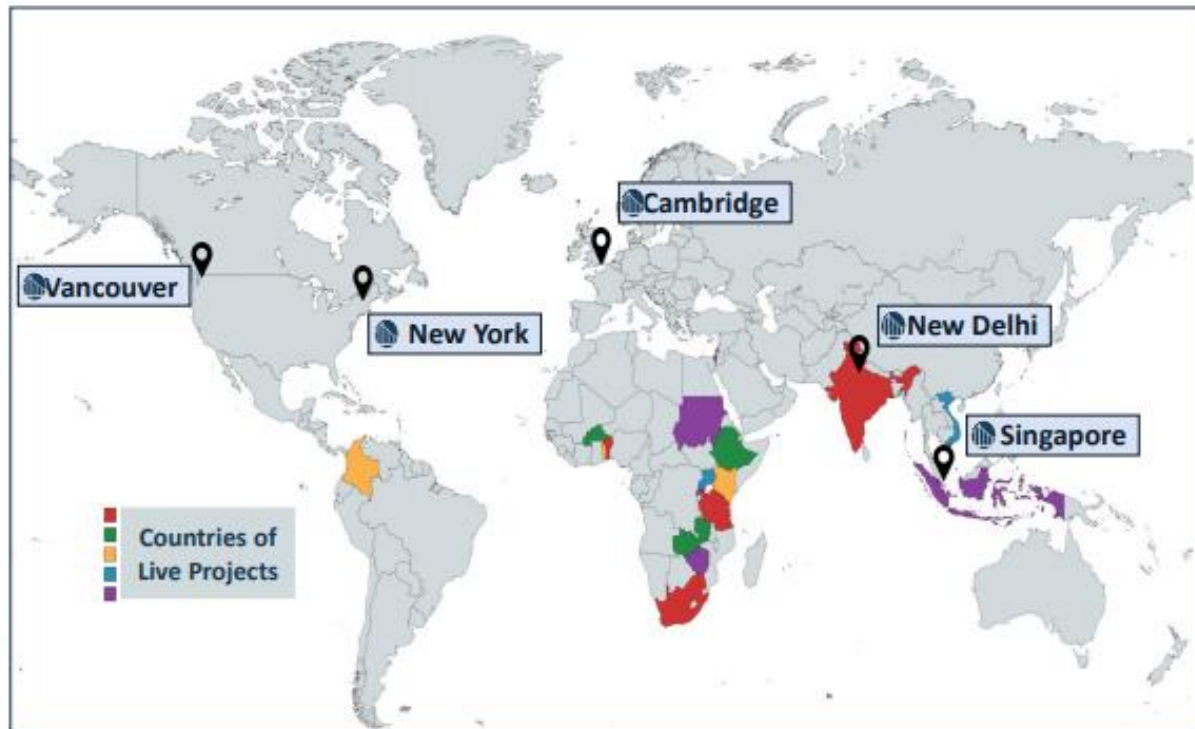 Cambridge
Vancouver
New York
New Delhi
Singapore
Countries of
Live Projects